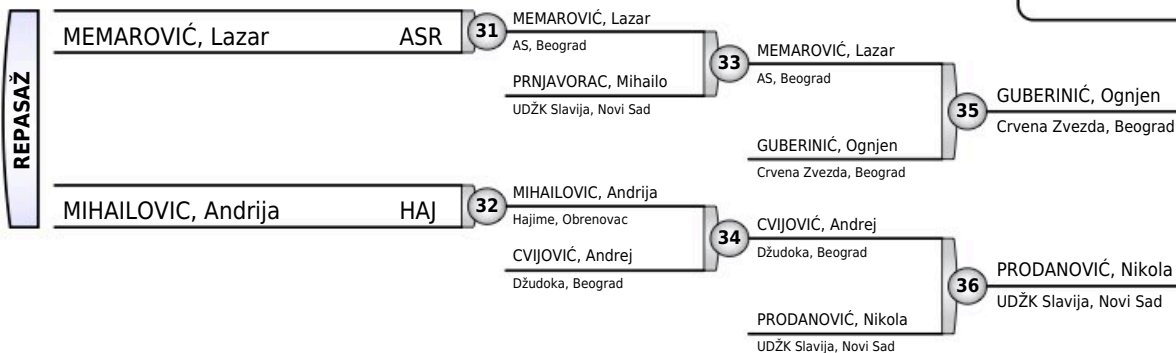 REPASAŽ
MEMAROVIĆ, Lazar ASR
31
MEMAROVIĆ, Lazar
AS, Beograd
PRNJAVORAC, Mihailo
UDŽK Slavija, Novi Sad
33
MEMAROVIĆ, Lazar
AS, Beograd
GUBERINIĆ, Ognjen
Crvena Zvezda, Beograd
35
GUBERINIĆ, Ognjen
Crvena Zvezda, Beograd
MIHAILOVIC, Andrija HAJ
32
MIHAILOVIC, Andrija
Hajime, Obrenovac
CVIJOVIĆ, Andrej
Džudoka, Beograd
34
CVIJOVIĆ, Andrej
Džudoka, Beograd
PRODANOVIĆ, Nikola
UDŽK Slavija, Novi Sad
36
PRODANOVIĆ, Nikola
UDŽK Slavija, Novi Sad